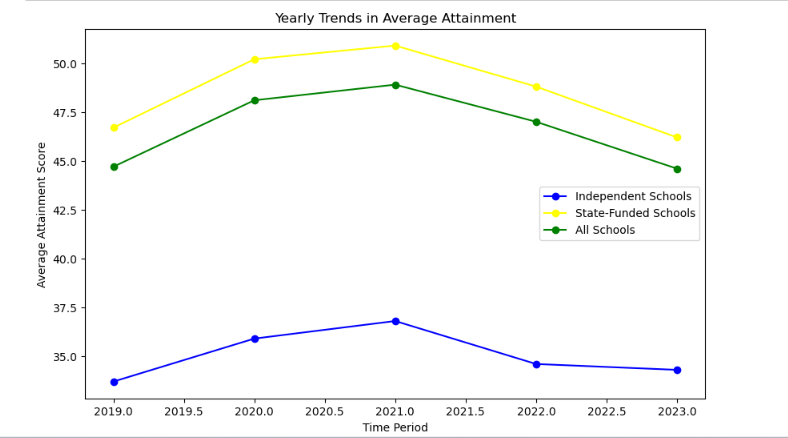 Yearly Trends in Average Attainment
50.0
47.5
45.0
42.5
40.0
37.5
35.0
Average Attainment Score
Independent Schools
State-Funded Schools
All Schools
2019.0 2019.5 2020.0 2020.5 2021.0 2021.5 2022.0 2022.5 2023.0
Time Period